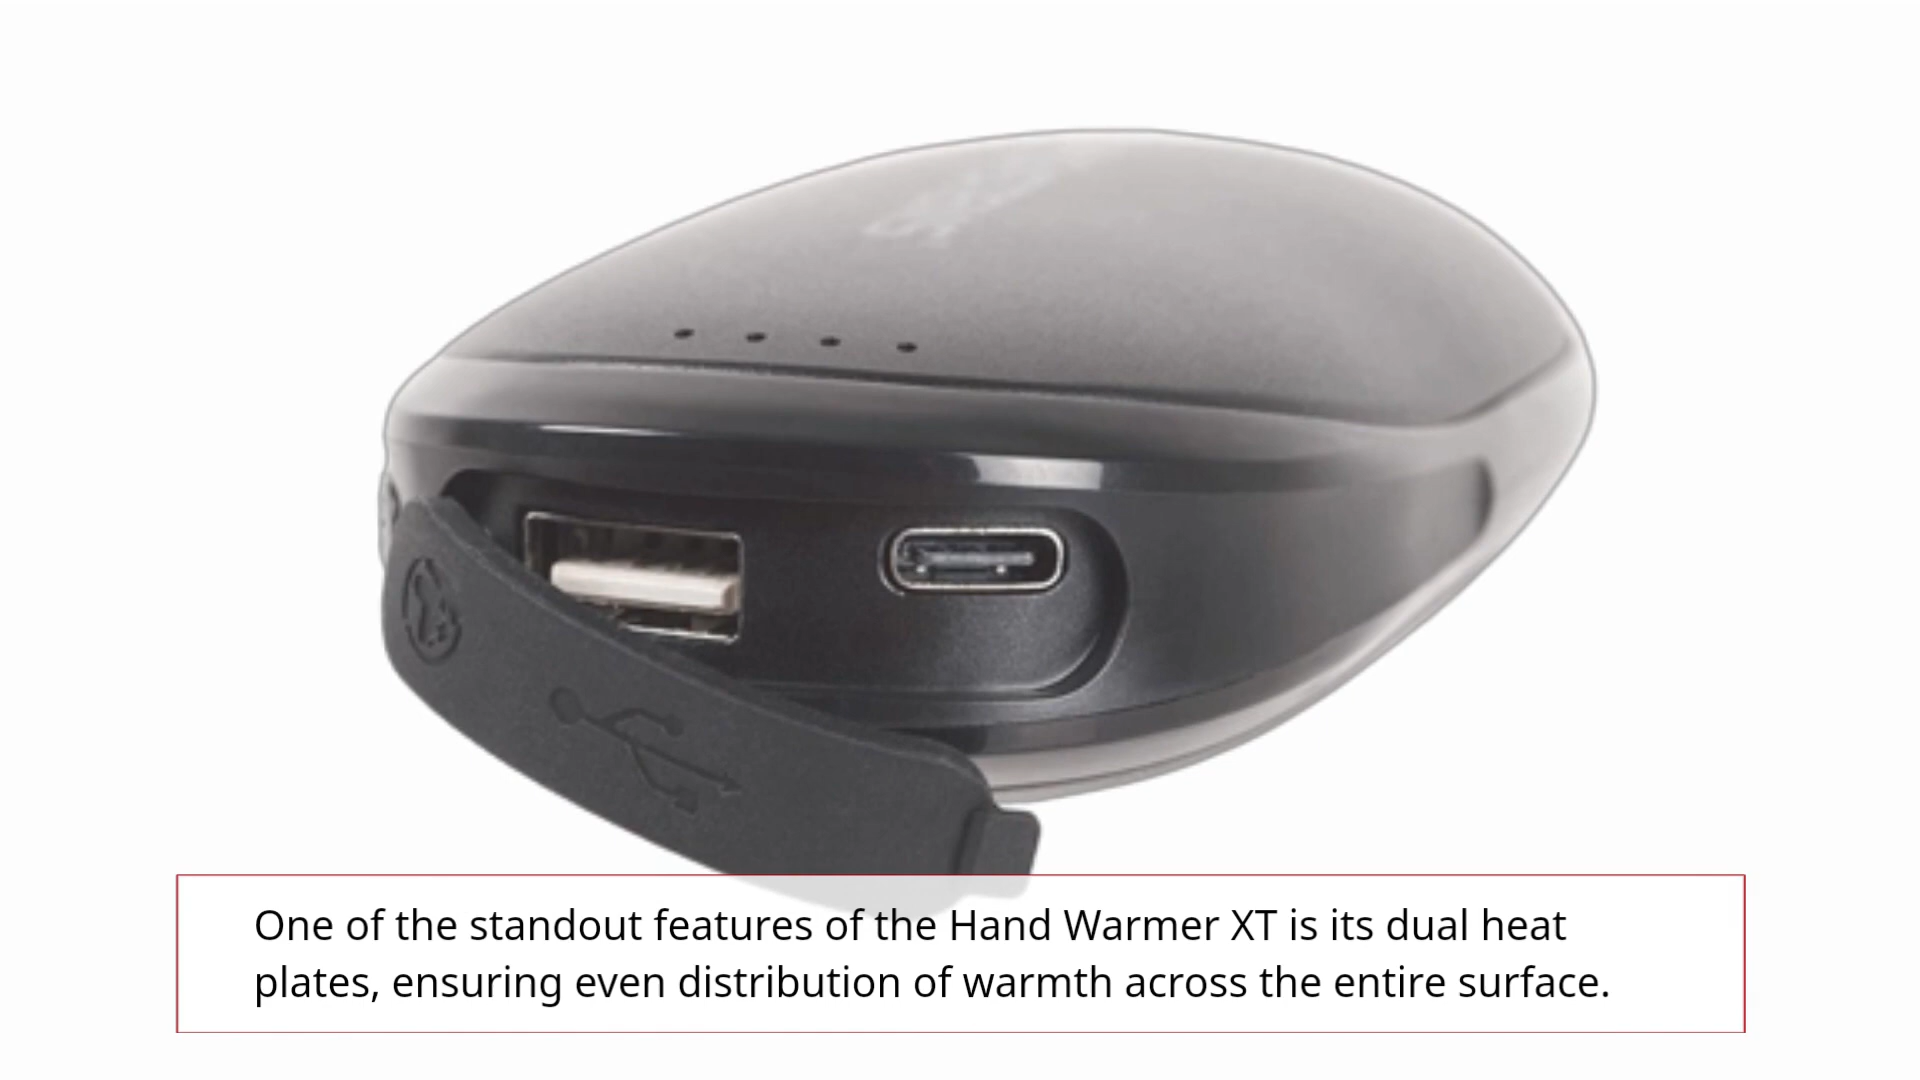 One of the standout features of the Hand Warmer XT is its dual heat
plates, ensuring even distribution of warmth across the entire surface.